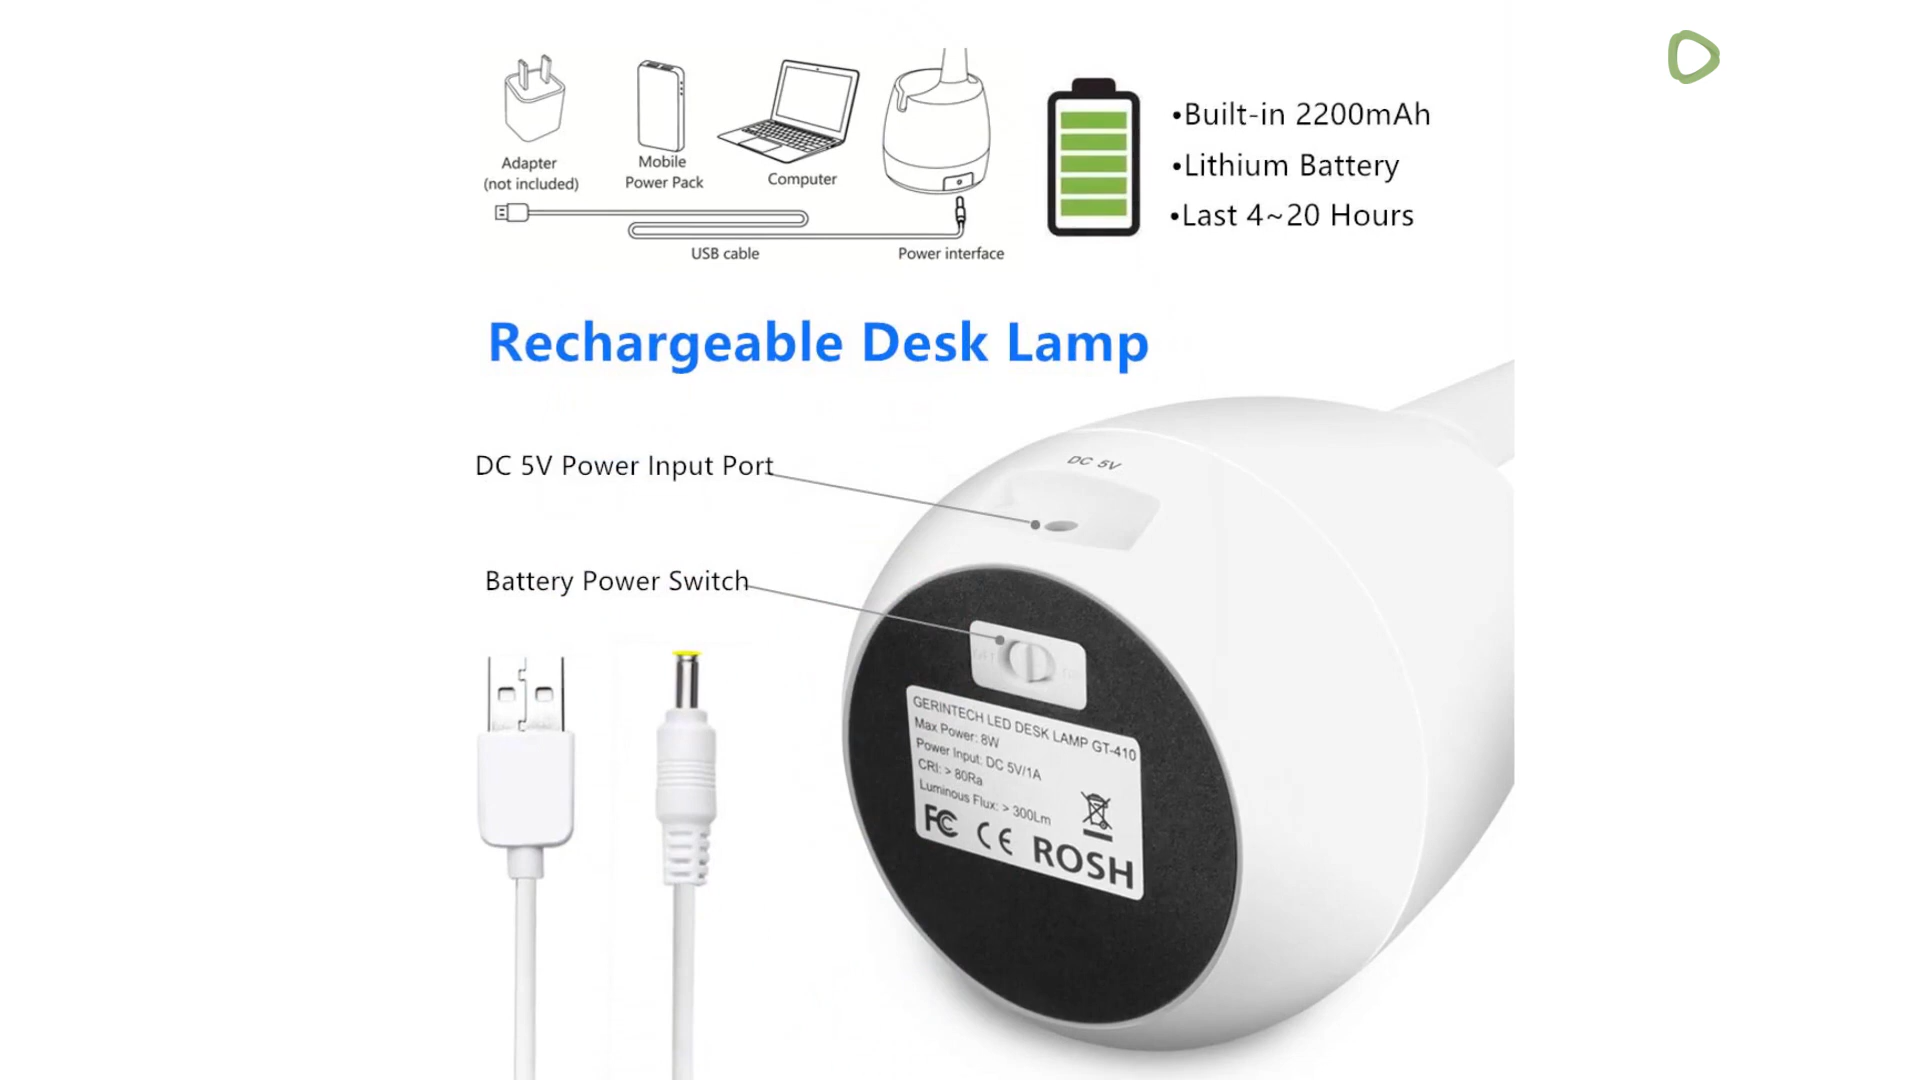 Adapter
(not included)
Mobile
Power Pack
Computer
USB cable
Power interface
•Built-in 2200mAh
•Lithium Battery
•Last 4~20 Hours
Rechargeable Desk Lamp
DC 5V Power Input Port
DC 5V
Battery Power Switch
GERINTECH LED DESK LAMP GT-410
Max Power: 8W
Power Input: DC 5V/1A
CRI: > 80Ra
Luminous Flux: > 300Lm
FC CE ROSH